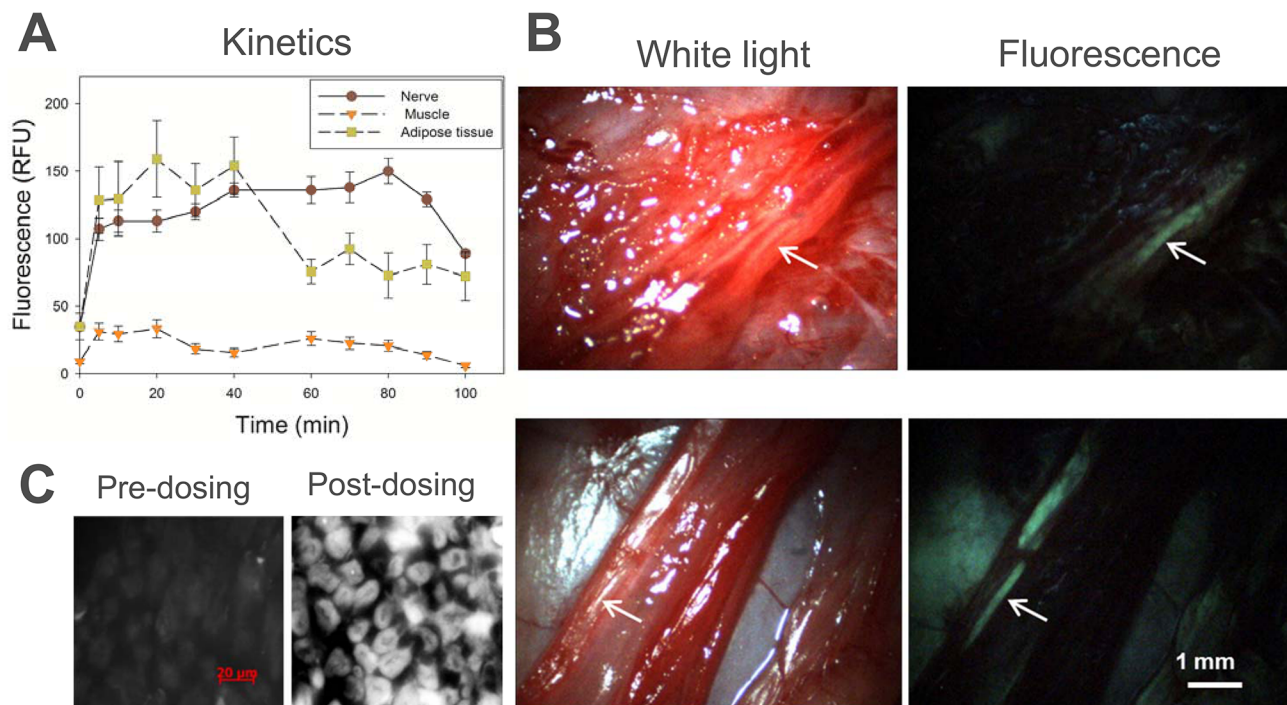 A
Kinetics
200
150
100
50
0
Fluorescence (RFU)
Nerve
Muscle
Adipose tissue
0 20 40 60 80 100
Time (min)
B
White light Fluorescence
1 mm
C
Pre-dosing Post-dosing
20 µm